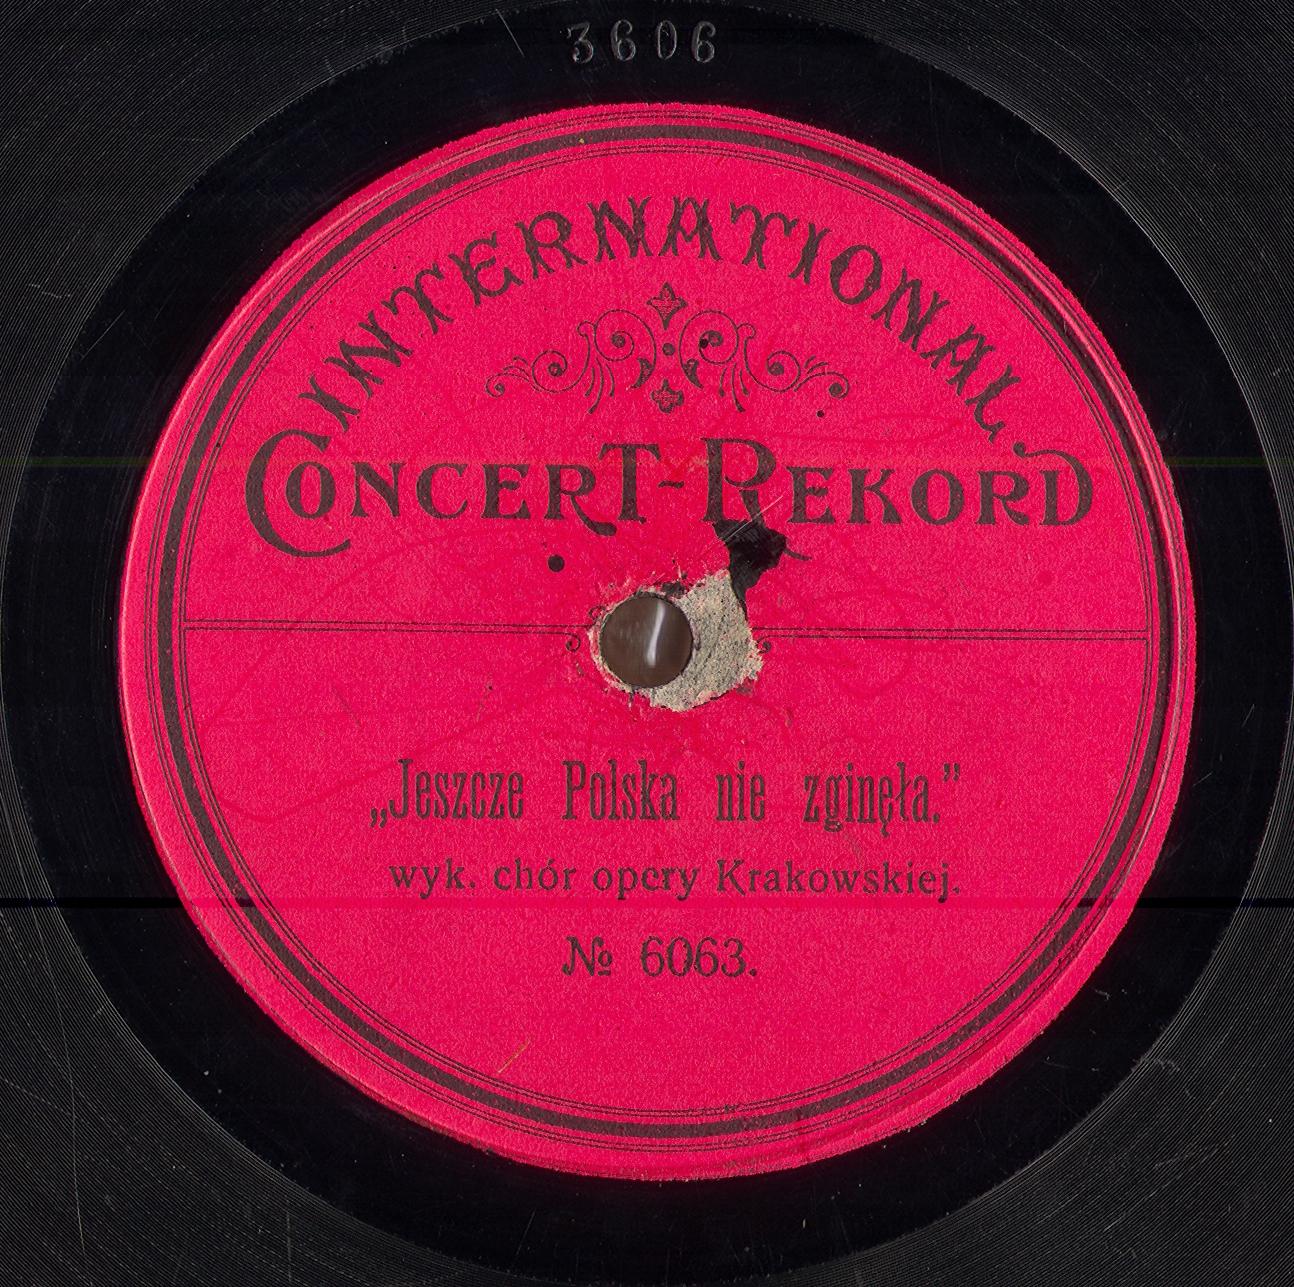 3606
INTERNATIONAL
CONCERT-REKORD
„Jeszcze Polska nie zginęła.”
wyk. chór opery Krakowskiej.
№ 6063.